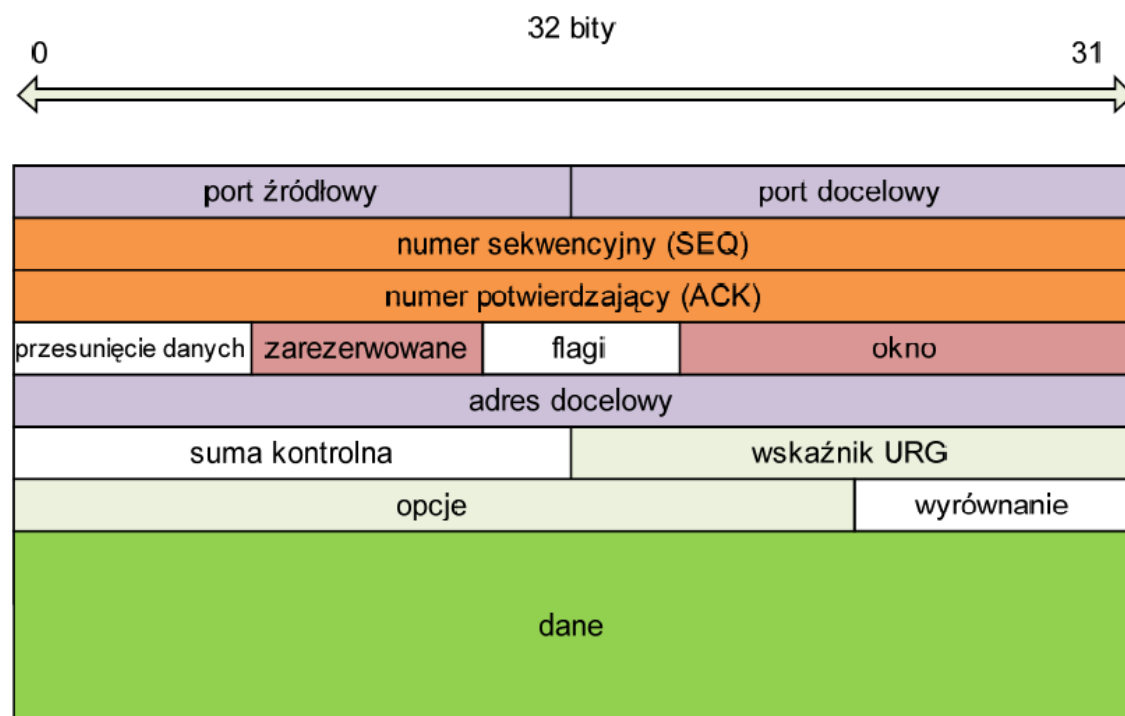 32 bity
0 31
port źródłowy port docelowy
numer sekwencyjny (SEQ)
numer potwierdzający (ACK)
przesunięcie danych zarezerwowane flagi okno
adres docelowy
suma kontrolna wskaźnik URG
opcje wyrównanie
dane